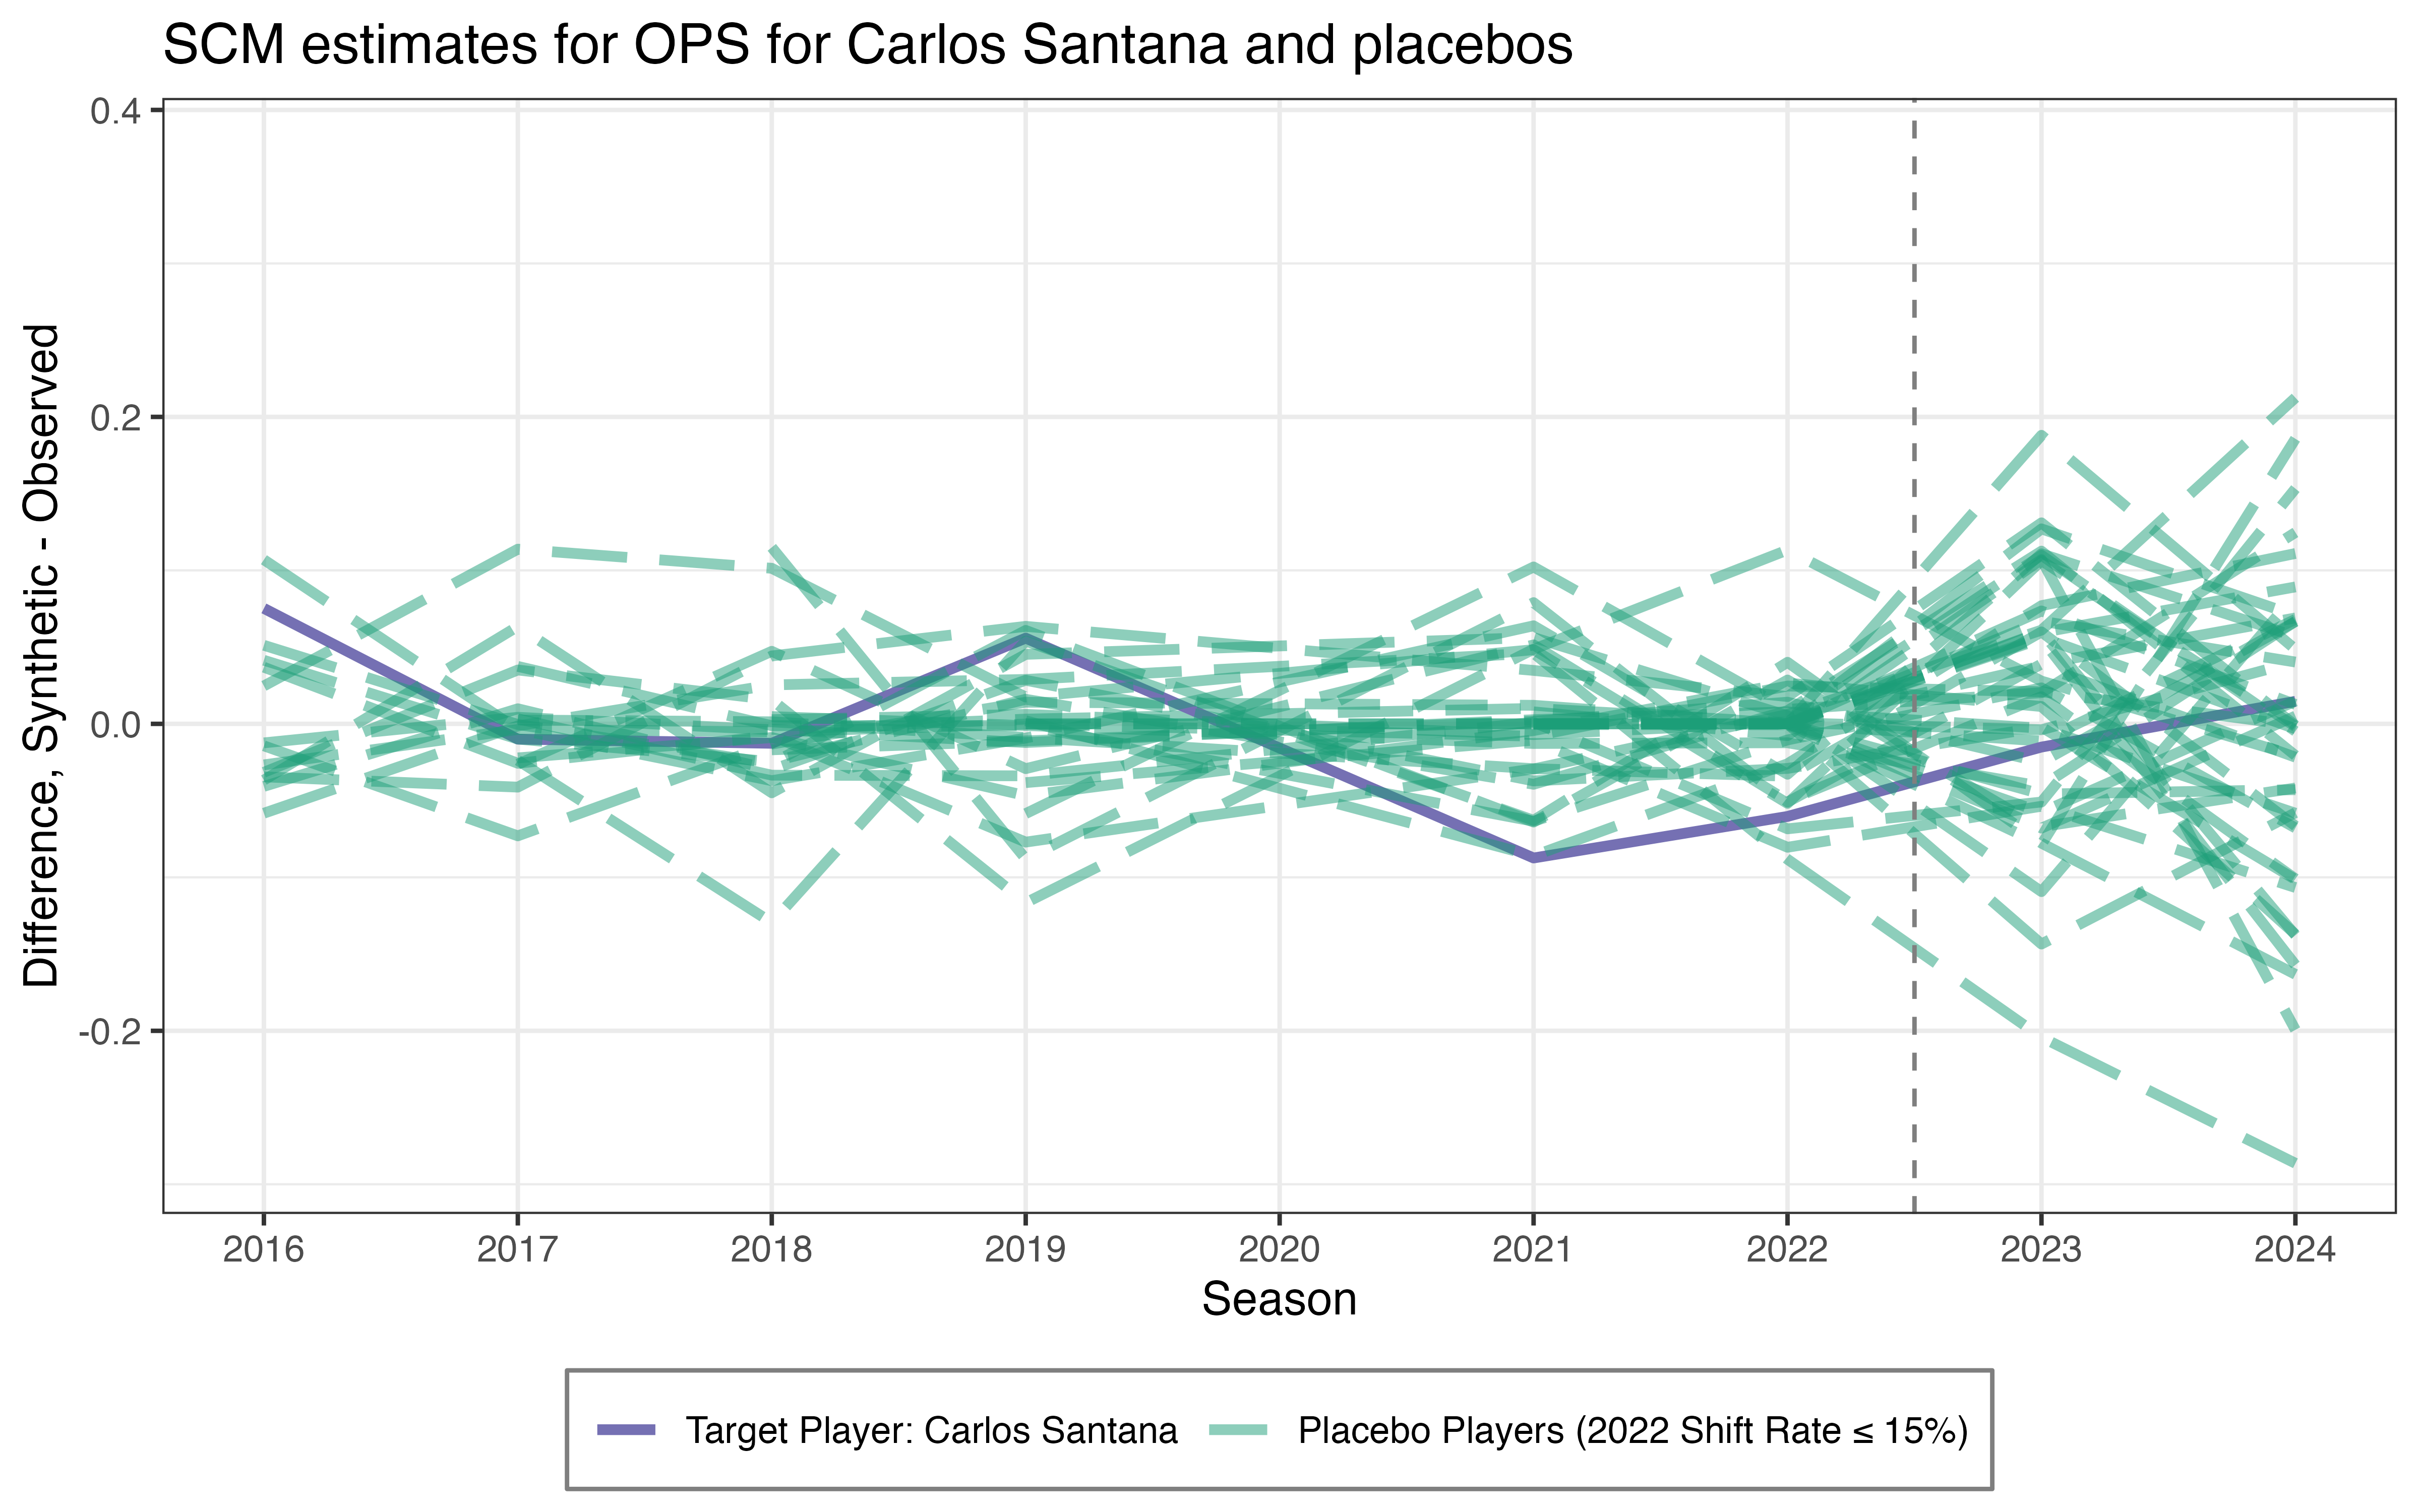 SCM estimates for OPS for Carlos Santana and placebos
Difference, Synthetic - Observed
0.4
0.2
0.0
-0.2
2016 2017 2018 2019 2020 2021 2022 2023 2024
Season
Target Player: Carlos Santana Placebo Players (2022 Shift Rate ≤ 15%)